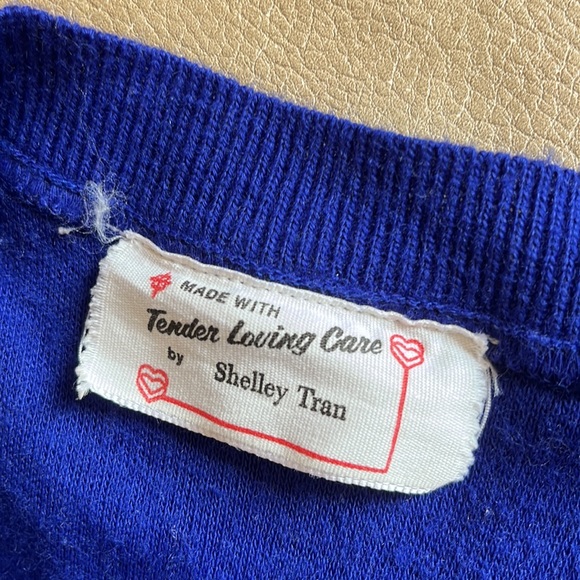 MADE WITH
Tender Loving Care
by Shelley Tran